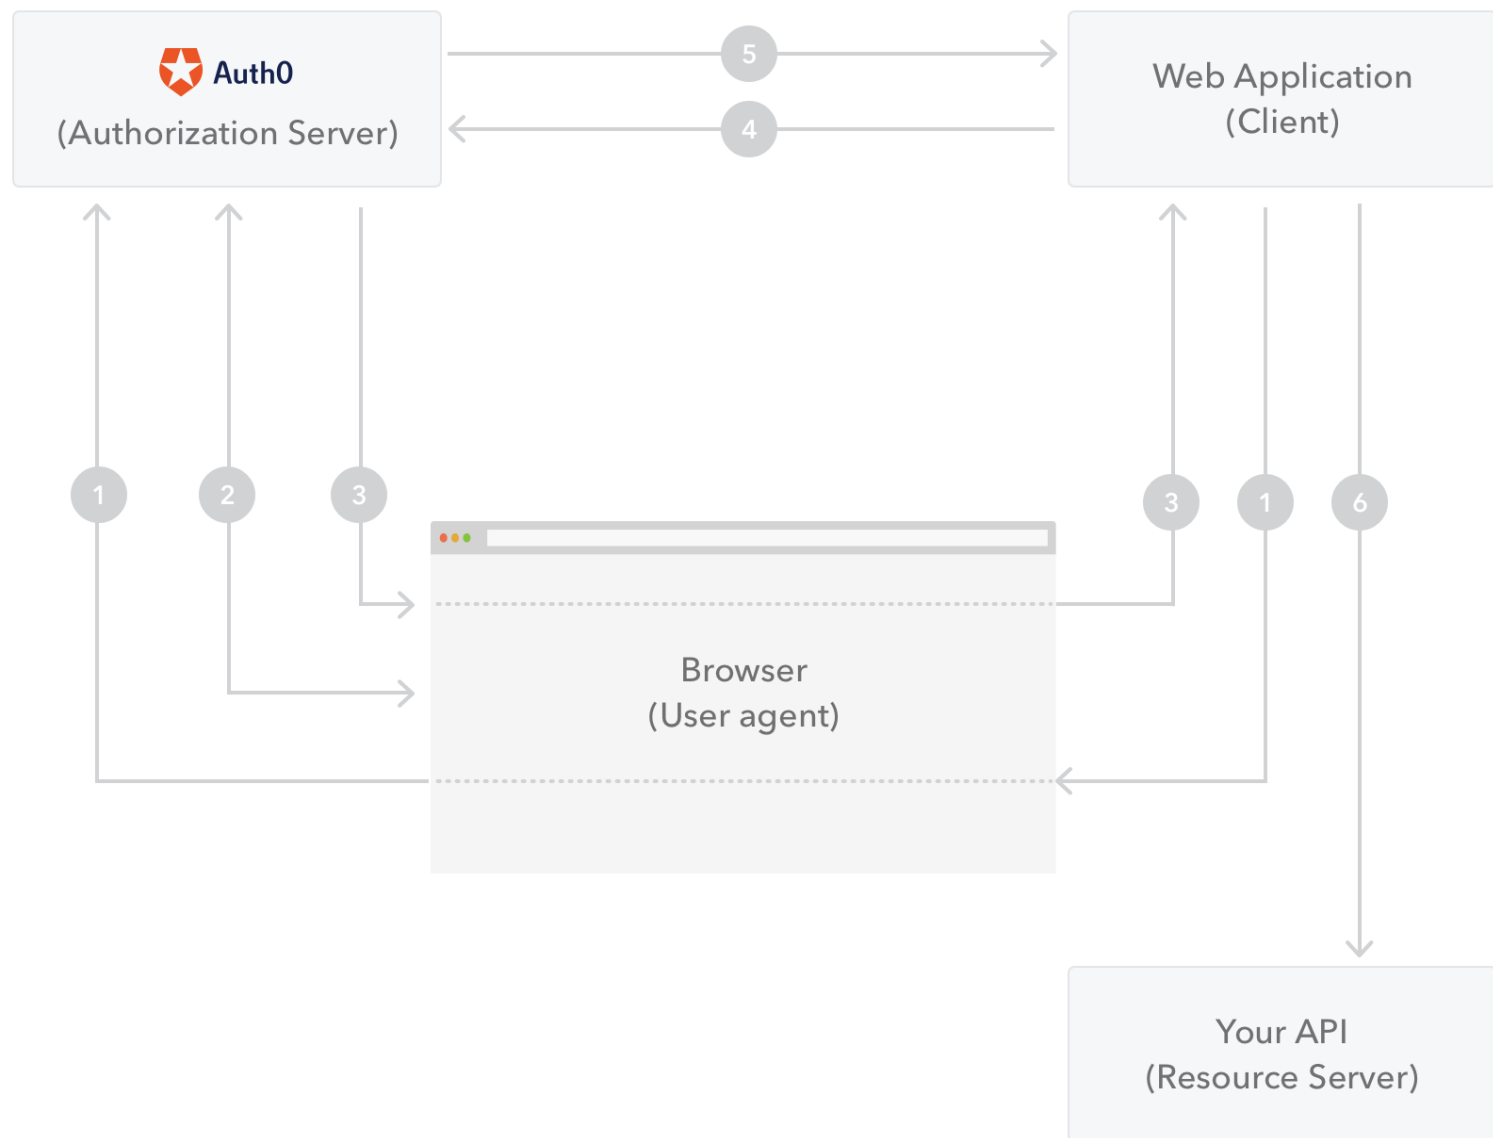 Auth0
(Authorization Server)
5
4
Web Application
(Client)
1
2
3
3
1
6
Browser
(User agent)
Your API
(Resource Server)